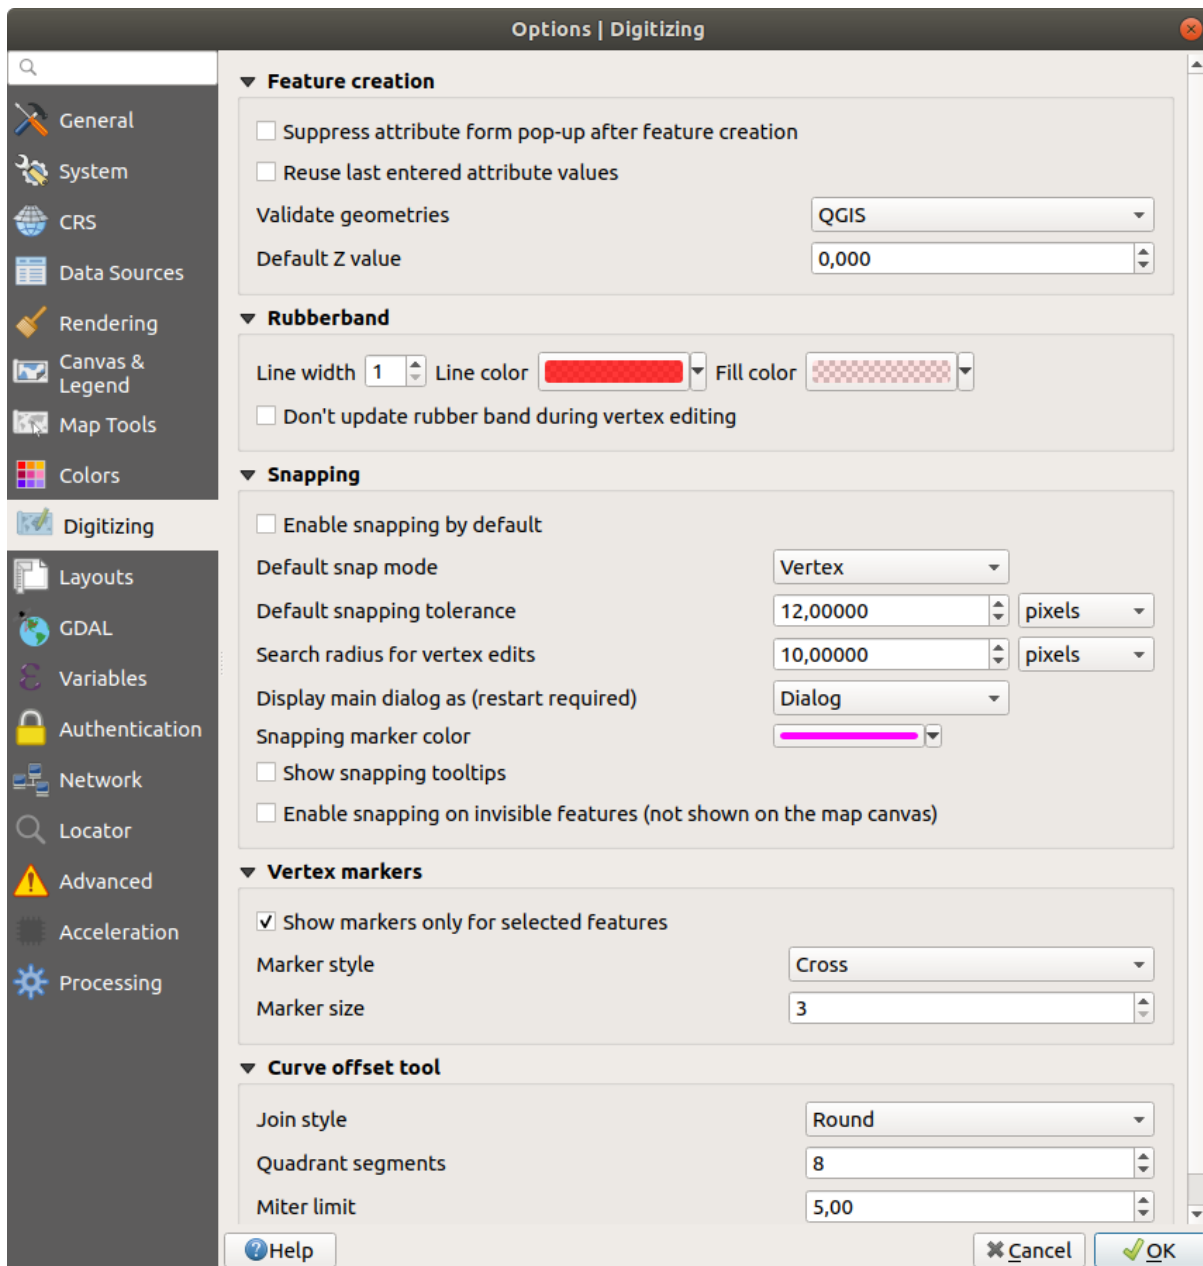 Options | Digitizing
General
System
CRS
Data Sources
Rendering
Canvas &
Legend
Map Tools
Colors
Digitizing
Layouts
GDAL
Variables
Authentication
Network
Locator
Advanced
Acceleration
Processing
Feature creation
Suppress attribute form pop-up after feature creation
Reuse last entered attribute values
Validate geometries QGIS
Default Z value 0,000
Rubberband
Line width 1 Line color Fill color
Don't update rubber band during vertex editing
Snapping
Enable snapping by default
Default snap mode Vertex
Default snapping tolerance 12,00000 pixels
Search radius for vertex edits 10,00000 pixels
Display main dialog as (restart required) Dialog
Snapping marker color
Show snapping tooltips
Enable snapping on invisible features (not shown on the map canvas)
Vertex markers
Show markers only for selected features
Marker style Cross
Marker size 3
Curve offset tool
Join style Round
Quadrant segments 8
Miter limit 5,00
Help Cancel OK